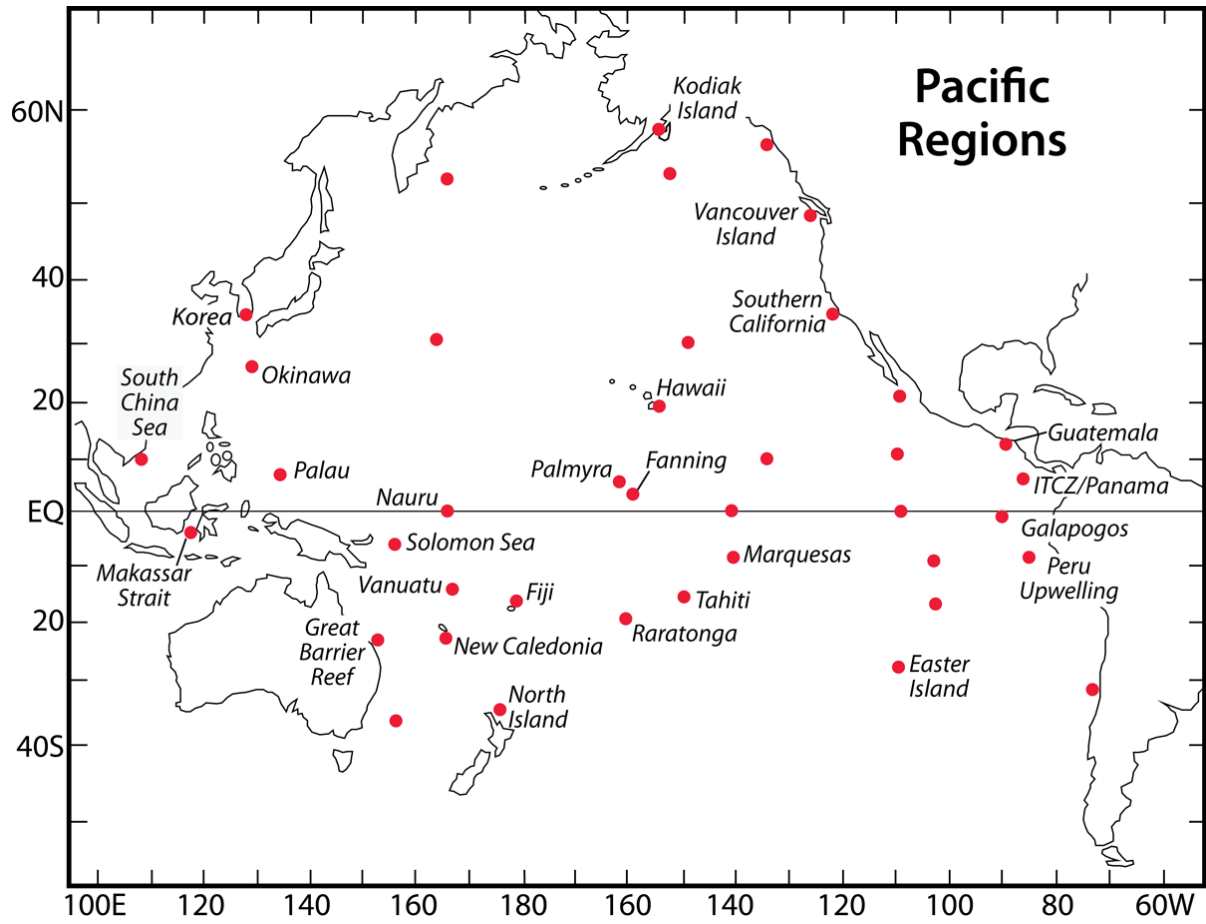 Pacific
Regions
Kodiak
Island
60N
Vancouver
Island
40
Southern
California
Korea
Okinawa
South
China
Sea
Hawaii
20
Guatemala
Palau
Palmyra
Fanning
ITCZ/Panama
Nauru
EQ
Galapogos
Solomon Sea
Marquesas
Makassar
Strait
Peru
Upwelling
Vanuatu
Fiji
Tahiti
20
Great
Barrier
Reef
Raratonga
New Caledonia
Easter
Island
North
Island
40S
100E 120 140 160 180 160 140 120 100 80 60W